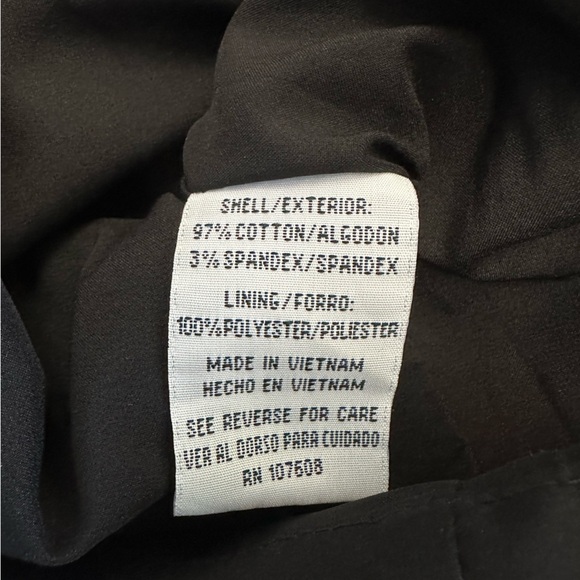 SHELL/EXTERIOR:
97% COTTON/ALGODON
3% SPANDEX/SPANDEX
LINING/FORRO:
100%POLYESTER/POLIESTER
MADE IN VIETNAM
HECHO EN VIETNAM
SEE REVERSE FOR CARE
VER AL DORSO PARA CUIDADO
RN 107608